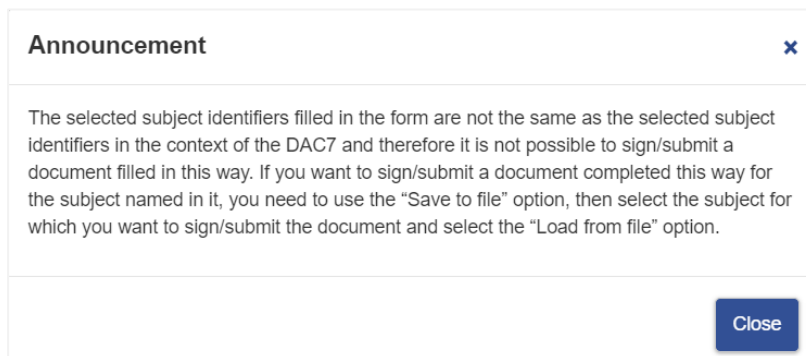 Announcement
×
The selected subject identifiers filled in the form are not the same as the selected subject
identifiers in the context of the DAC7 and therefore it is not possible to sign/submit a
document filled in this way. If you want to sign/submit a document completed this way for
the subject named in it, you need to use the “Save to file” option, then select the subject for
which you want to sign/submit the document and select the “Load from file” option.
Close